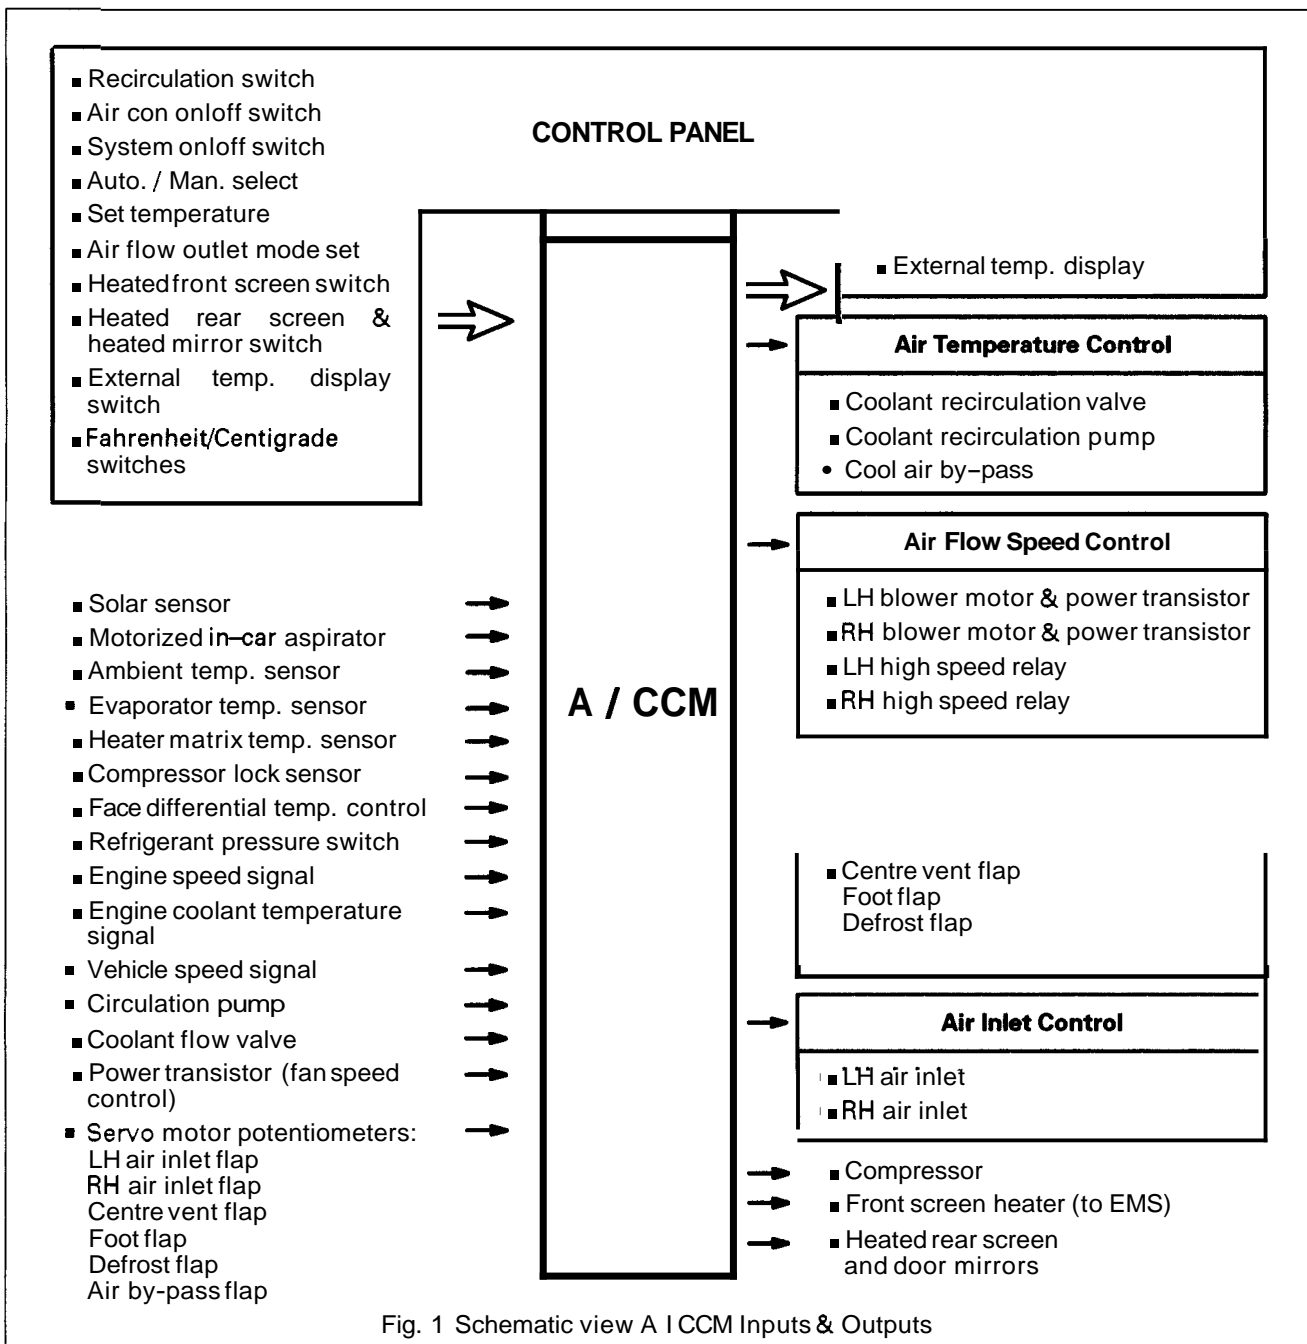 CONTROL PANEL
▪ Recirculation switch
▪ Air con onloff switch
▪ System onloff switch
▪ Auto. / Man. select
▪ Set temperature
▪ Air flow outlet mode set
▪ Heated front screen switch
▪ Heated rear screen &
heated mirror switch
▪ External temp. display
switch
▪ Fahrenheit/Centigrade
switches
▪ Solar sensor
▪ Motorized in-car aspirator
▪ Ambient temp. sensor
▪ Evaporator temp. sensor
▪ Heater matrix temp. sensor
▪ Compressor lock sensor
▪ Face differential temp. control
▪ Refrigerant pressure switch
▪ Engine speed signal
▪ Engine coolant temperature
signal
▪ Vehicle speed signal
▪ Circulation pump
▪ Coolant flow valve
▪ Power transistor (fan speed
control)
▪ Servo motor potentiometers:
LH air inlet flap
RH air inlet flap
Centre vent flap
Foot flap
Defrost flap
Air by-pass flap
A / CCM
▪ External temp. display
Air Temperature Control
▪ Coolant recirculation valve
▪ Coolant recirculation pump
• Cool air by-pass
Air Flow Speed Control
▪ LH blower motor & power transistor
▪ RH blower motor & power transistor
▪ LH high speed relay
▪ RH high speed relay
▪ Centre vent flap
Foot flap
Defrost flap
Air Inlet Control
▪ LH air inlet
▪ RH air inlet
▪ Compressor
▪ Front screen heater (to EMS)
▪ Heated rear screen
and door mirrors
Fig. 1 Schematic view A I CCM Inputs & Outputs